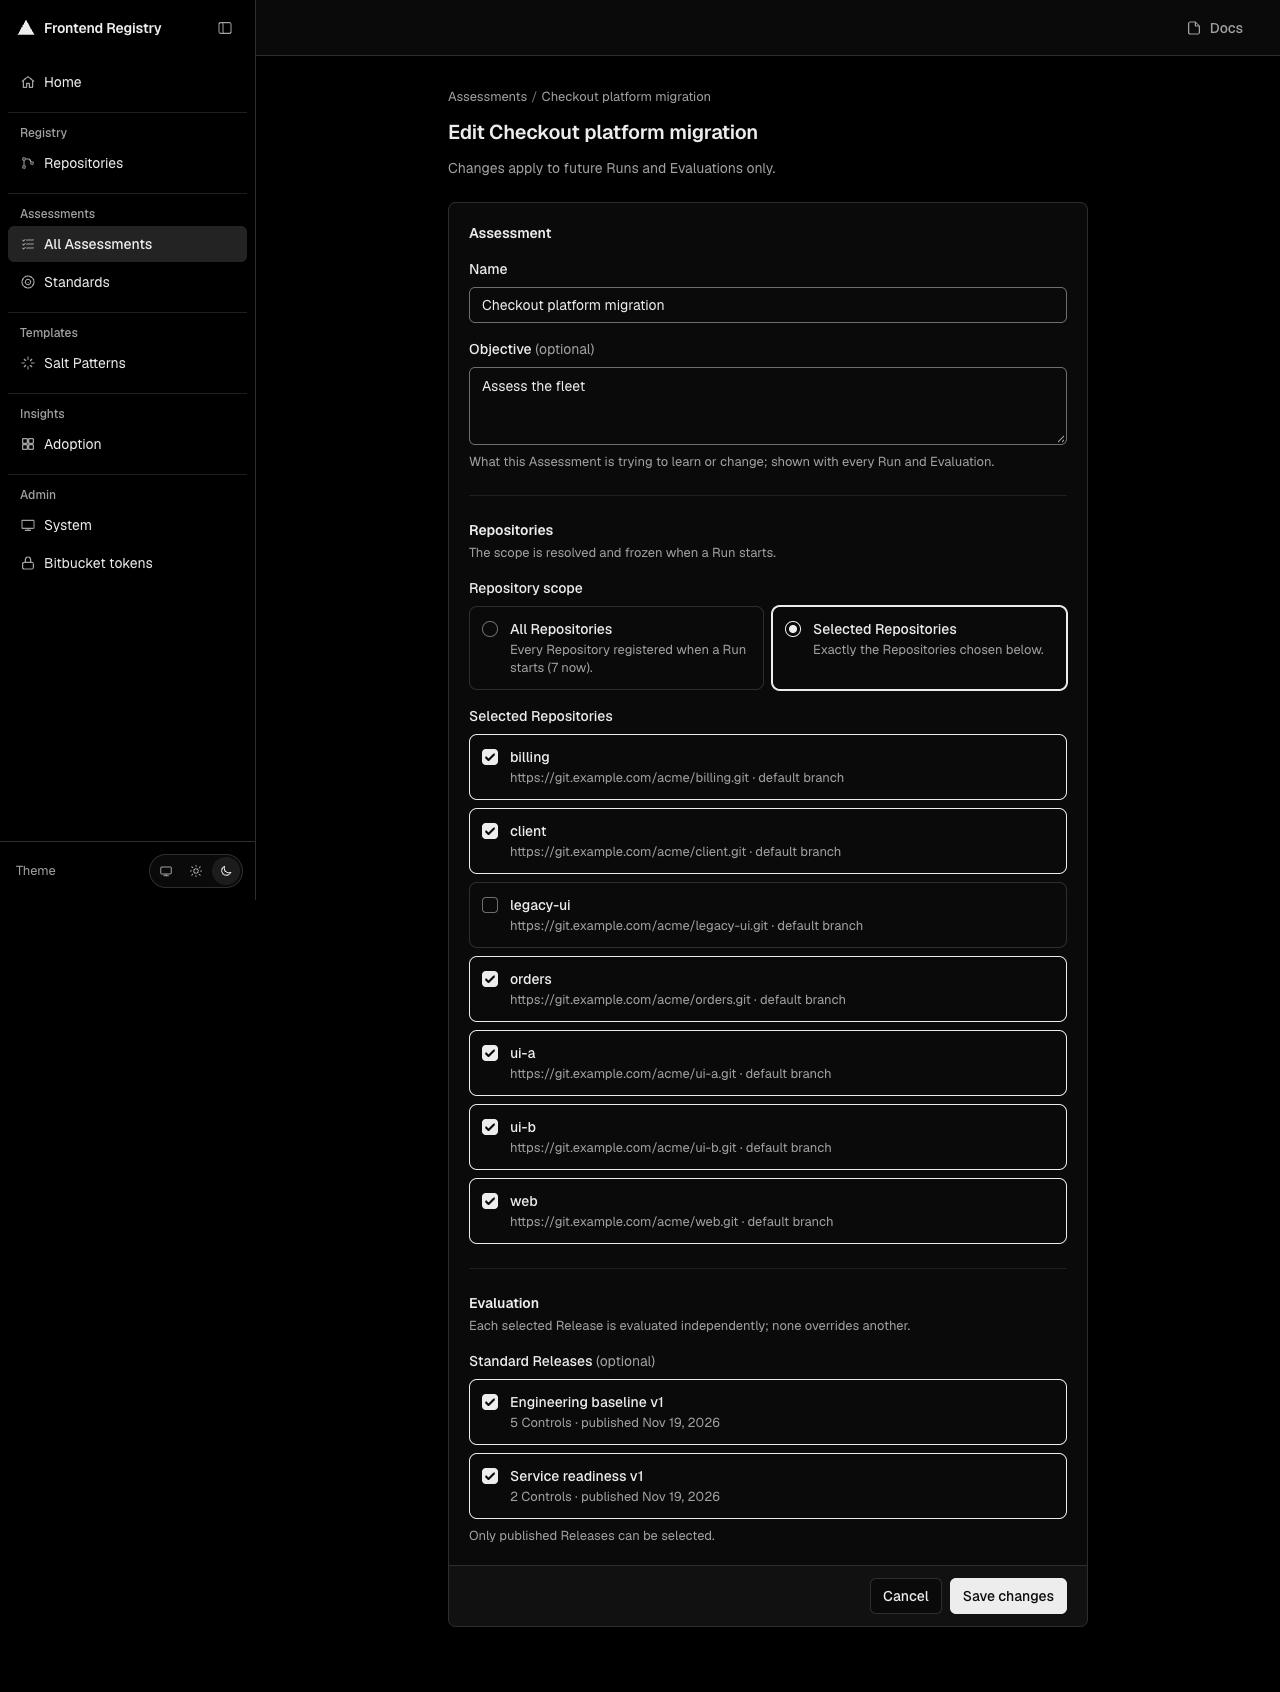 Frontend Registry
Docs
Home
Registry
Repositories
Assessments
All Assessments
Standards
Templates
Salt Patterns
Insights
Adoption
Admin
System
Bitbucket tokens
Theme
Assessments / Checkout platform migration
Edit Checkout platform migration
Changes apply to future Runs and Evaluations only.
Assessment
Name
Checkout platform migration
Objective (optional)
Assess the fleet
What this Assessment is trying to learn or change; shown with every Run and Evaluation.
Repositories
The scope is resolved and frozen when a Run starts.
Repository scope
All Repositories
Every Repository registered when a Run
starts (7 now).
Selected Repositories
Exactly the Repositories chosen below.
Selected Repositories
billing
https://git.example.com/acme/billing.git · default branch
client
https://git.example.com/acme/client.git · default branch
legacy-ui
https://git.example.com/acme/legacy-ui.git · default branch
orders
https://git.example.com/acme/orders.git · default branch
ui-a
https://git.example.com/acme/ui-a.git · default branch
ui-b
https://git.example.com/acme/ui-b.git · default branch
web
https://git.example.com/acme/web.git · default branch
Evaluation
Each selected Release is evaluated independently; none overrides another.
Standard Releases (optional)
Engineering baseline v1
5 Controls · published Nov 19, 2026
Service readiness v1
2 Controls · published Nov 19, 2026
Only published Releases can be selected.
Cancel
Save changes